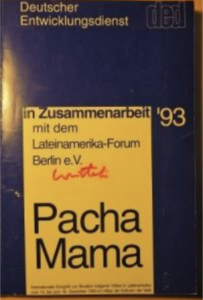 Deutscher
Entwicklungsdienst
ded
in Zusammenarbeit '93
mit dem
Lateinamerika-Forum
Berlin e.V.
Pacha
Mama